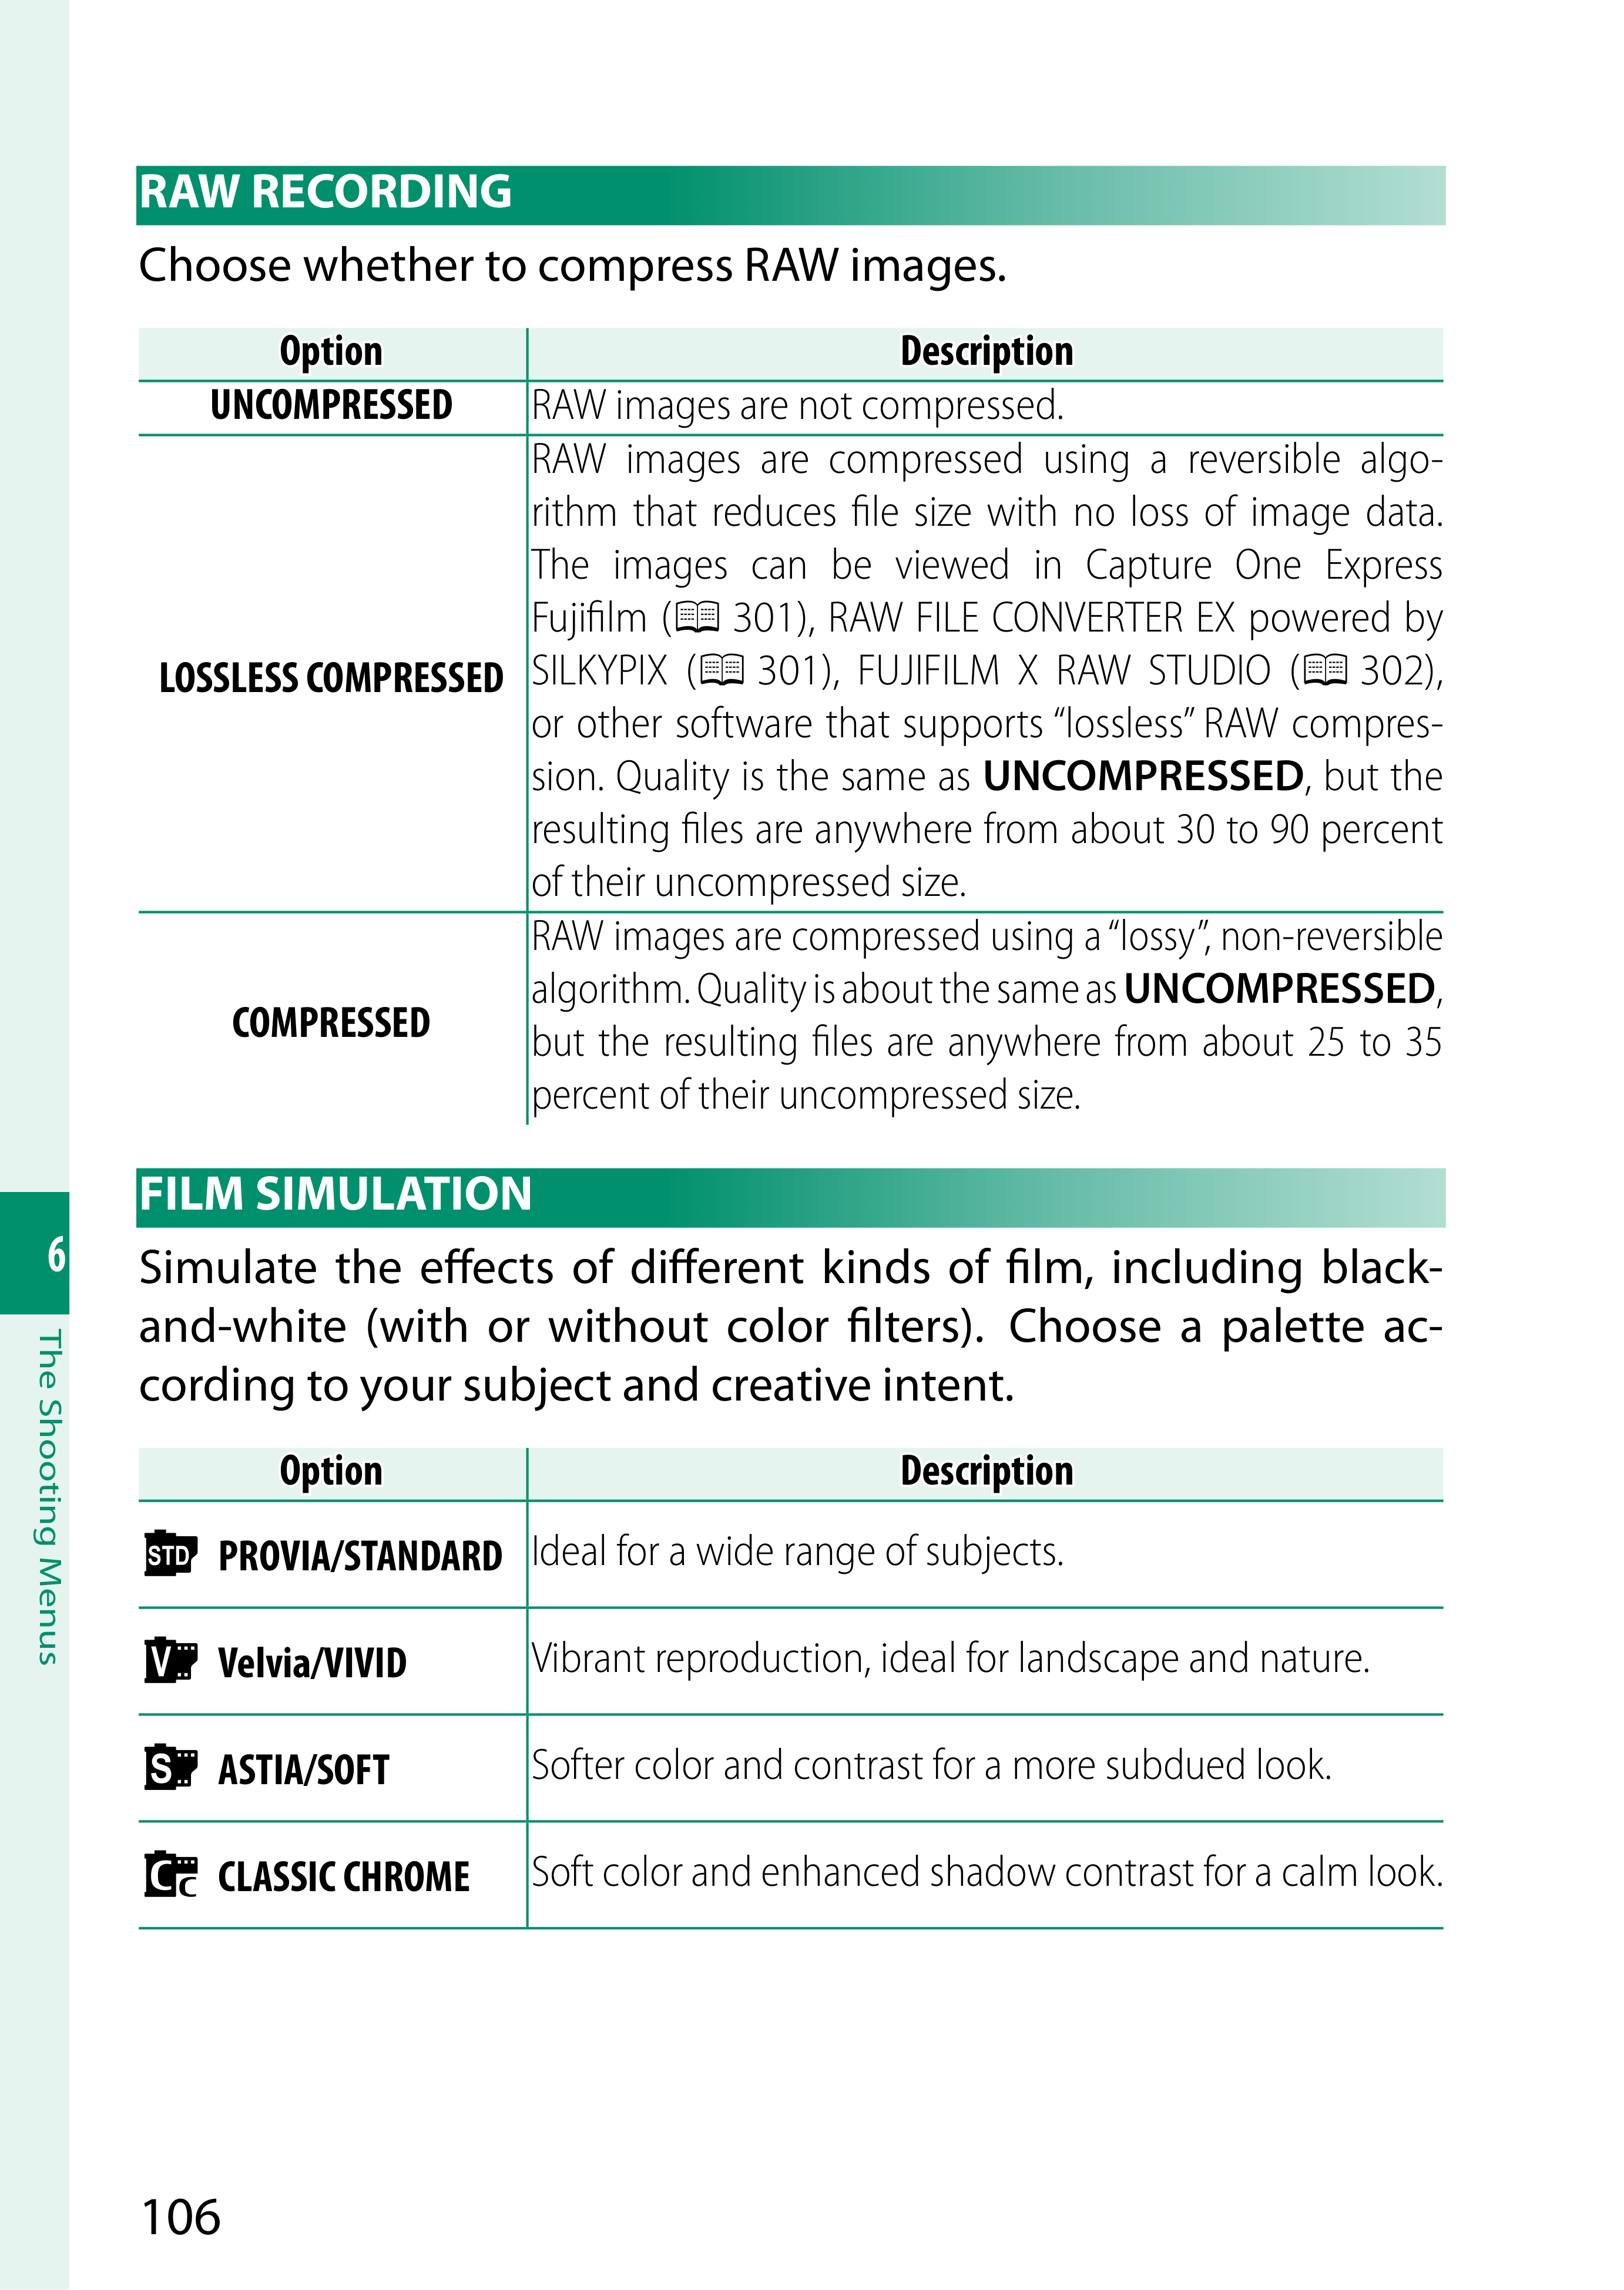 RAW RECORDING
Choose whether to compress RAW images.
Option Description
UNCOMPRESSED RAW images are not compressed.
LOSSLESS COMPRESSED
RAW images are compressed using a reversible algo-
rithm that reduces file size with no loss of image data.
The images can be viewed in Capture One Express
Fujifilm (📖 301), RAW FILE CONVERTER EX powered by
SILKYPIX (📖 301), FUJIFILM X RAW STUDIO (📖 302),
or other software that supports “lossless” RAW compres-
sion. Quality is the same as UNCOMPRESSED, but the
resulting files are anywhere from about 30 to 90 percent
of their uncompressed size.
COMPRESSED
RAW images are compressed using a “lossy”, non-reversible
algorithm. Quality is about the same as UNCOMPRESSED,
but the resulting files are anywhere from about 25 to 35
percent of their uncompressed size.
FILM SIMULATION
Simulate the effects of different kinds of film, including black-
and-white (with or without color filters). Choose a palette ac-
cording to your subject and creative intent.
Option Description
STD PROVIA/STANDARD Ideal for a wide range of subjects.
V Velvia/VIVID Vibrant reproduction, ideal for landscape and nature.
S ASTIA/SOFT Softer color and contrast for a more subdued look.
Cc CLASSIC CHROME Soft color and enhanced shadow contrast for a calm look.
6
The Shooting Menus
106